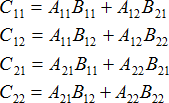 C₁₁ = A₁₁B₁₁ + A₁₂B₂₁
C₁₂ = A₁₁B₁₂ + A₁₂B₂₂
C₂₁ = A₂₁B₁₁ + A₂₂B₂₁
C₂₂ = A₂₁B₁₂ + A₂₂B₂₂